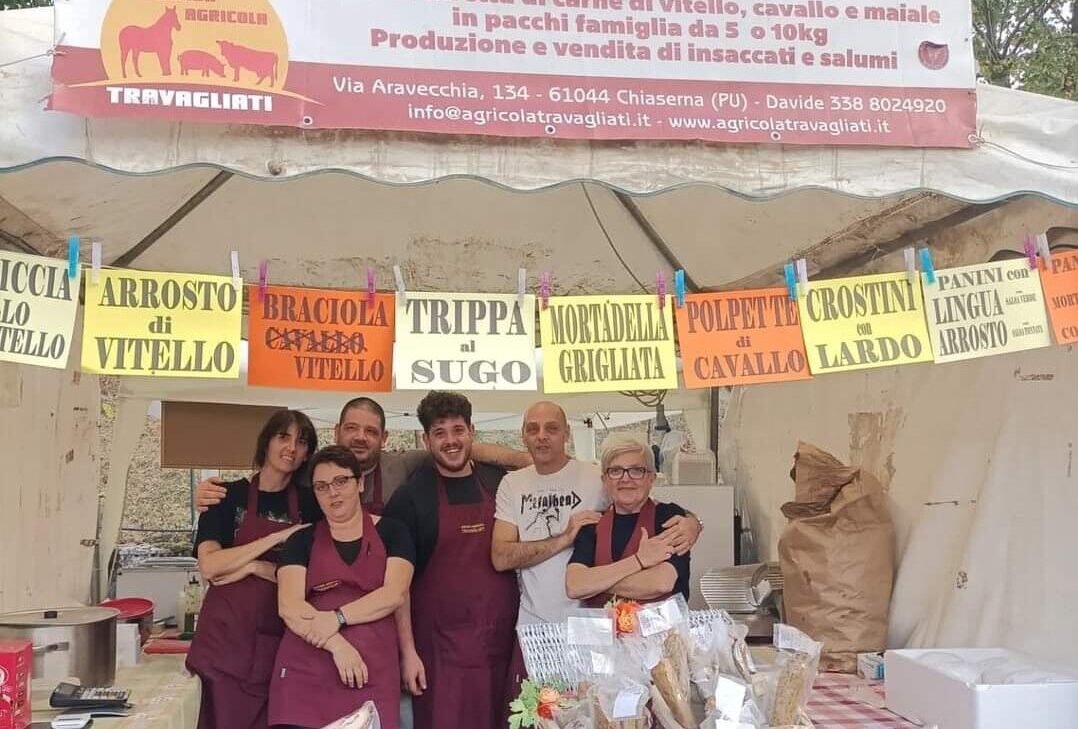 AGRICOLA
TRAVAGLIATI
di carne di vitello, cavallo e maiale
in pacchi famiglia da 5 o 10kg
Produzione e vendita di insaccati e salumi
Via Aravecchia, 134 - 61044 Chiaserna (PU) - Davide 338 8024920
info@agricolatravagliati.it - www.agricolatravagliati.it
ICCIA
LO
TELLO
ARROSTO
di
VITELLO
BRACIOLA
CAVALLO
VITELLO
TRIPPA
al
SUGO
MORTADELLA
GRIGLIATA
POLPETTE
di
CAVALLO
CROSTINI
con
LARDO
PANINI con
LINGUA
ARROSTO
PAN
MORT
CO
METALHEAD
TRAVAGLIATI